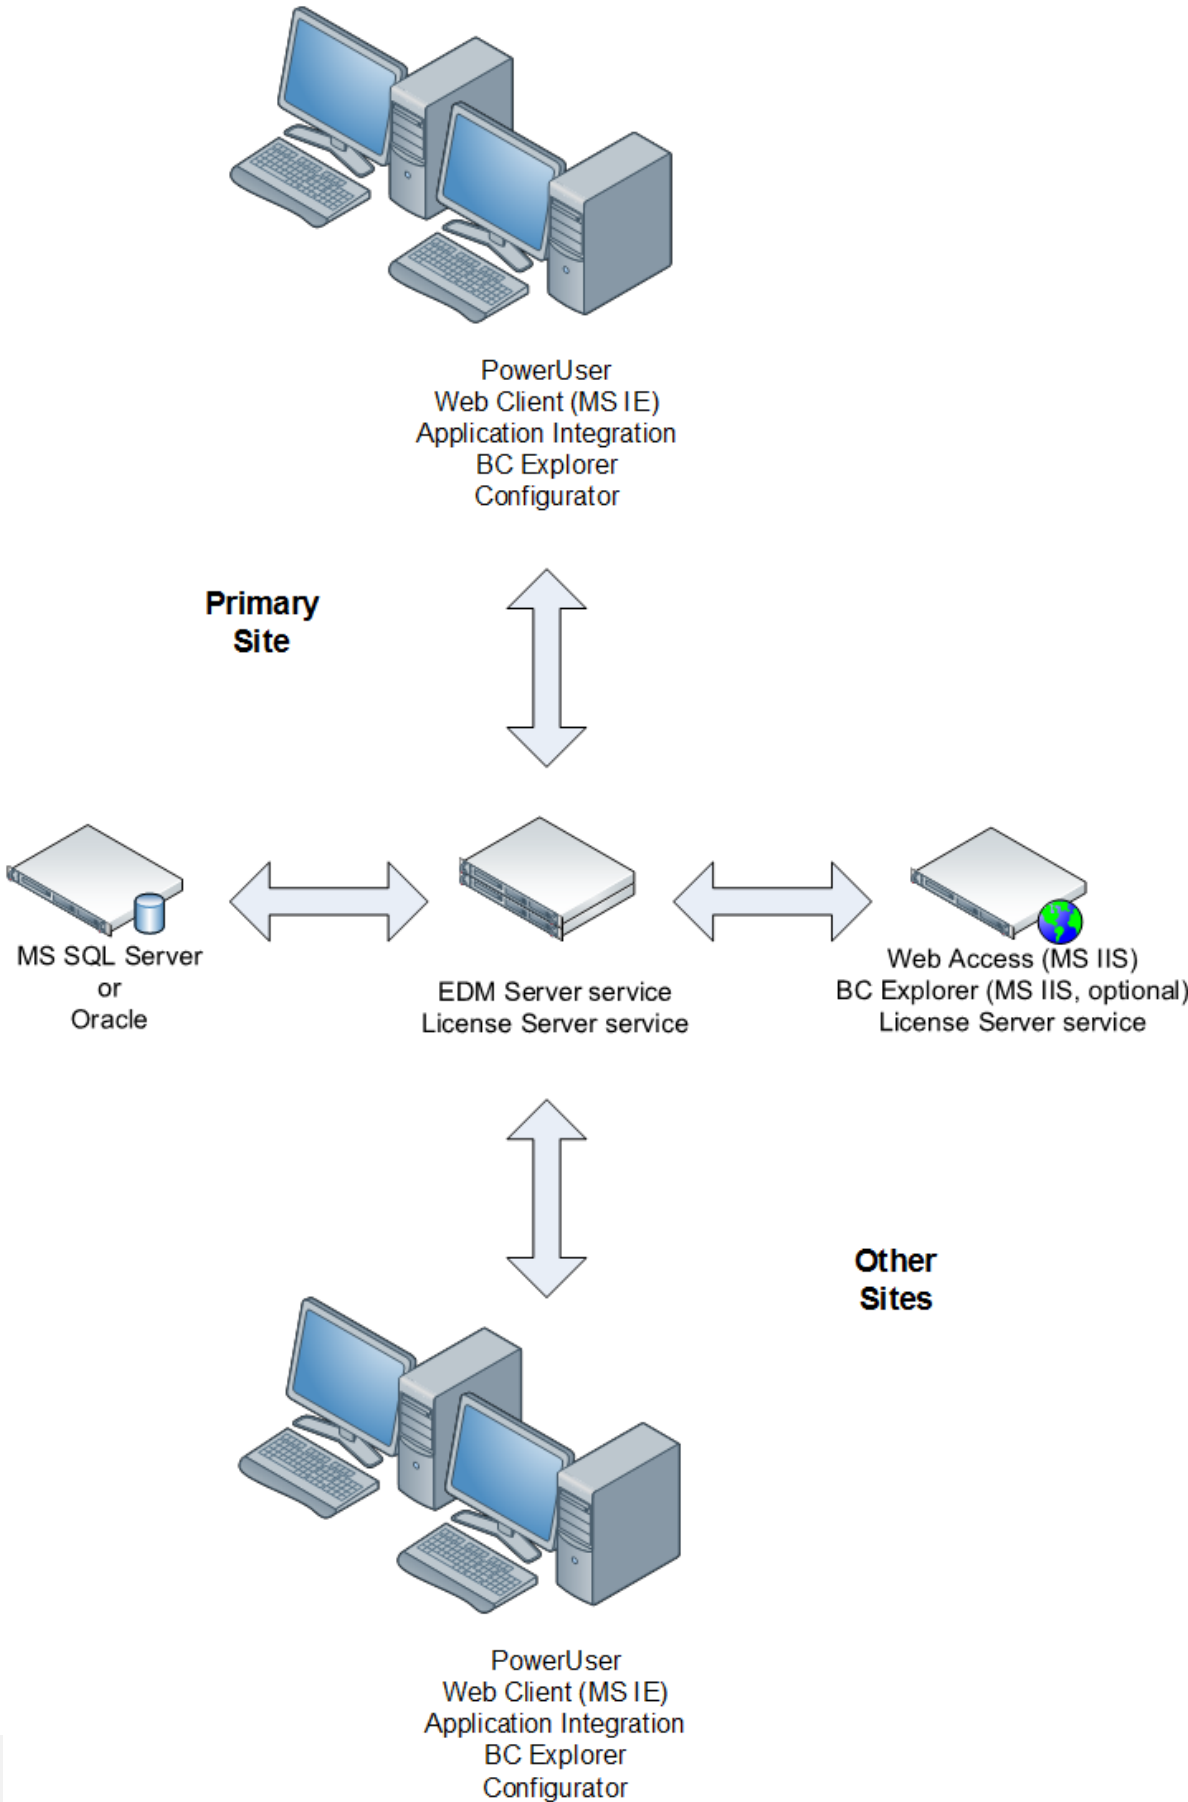 PowerUser
Web Client (MS IE)
Application Integration
BC Explorer
Configurator
Primary
Site
MS SQL Server
or
Oracle
EDM Server service
License Server service
Web Access (MS IIS)
BC Explorer (MS IIS, optional)
License Server service
Other
Sites
PowerUser
Web Client (MS IE)
Application Integration
BC Explorer
Configurator